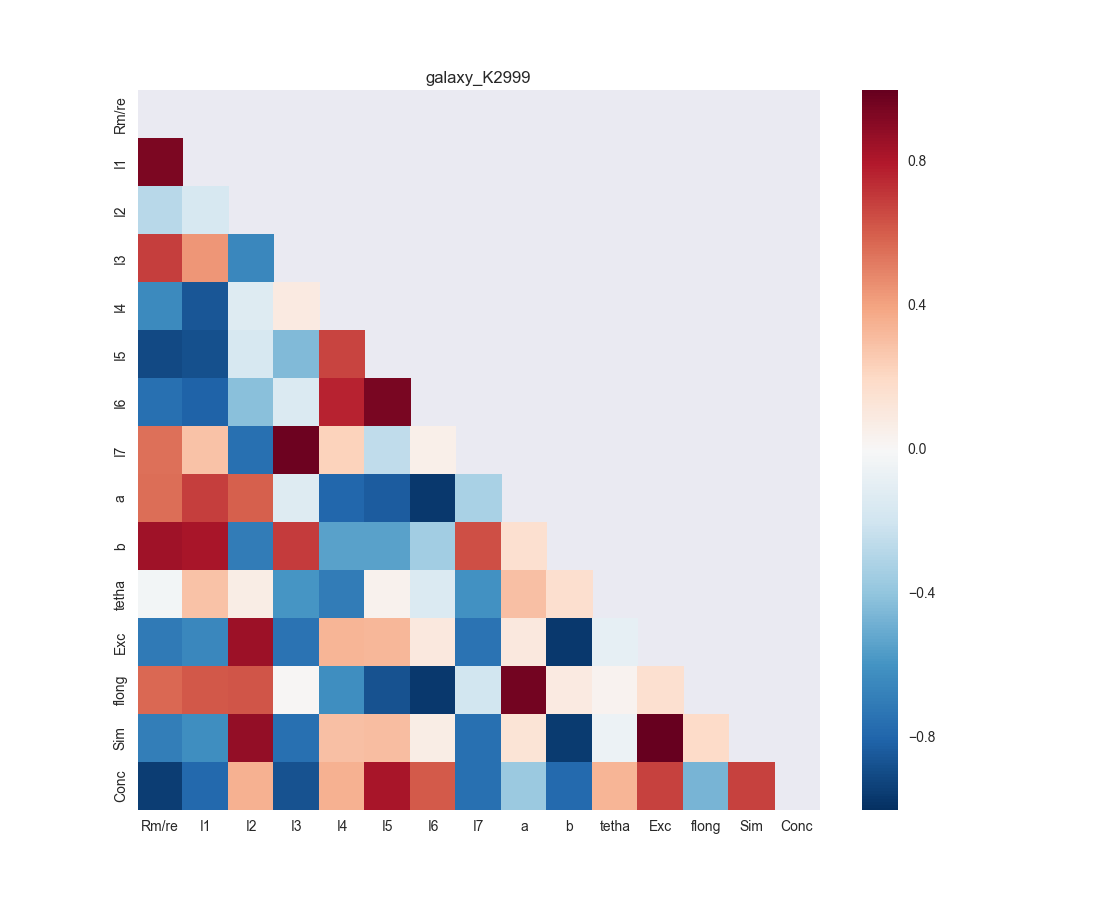 galaxy_K2999
Rm/re
I1
I2
I3
I4
I5
I6
I7
a
b
tetha
Exc
flong
Sim
Conc
Rm/re I1 I2 I3 I4 I5 I6 I7 a b tetha Exc flong Sim Conc
0.8
0.4
0.0
−0.4
−0.8